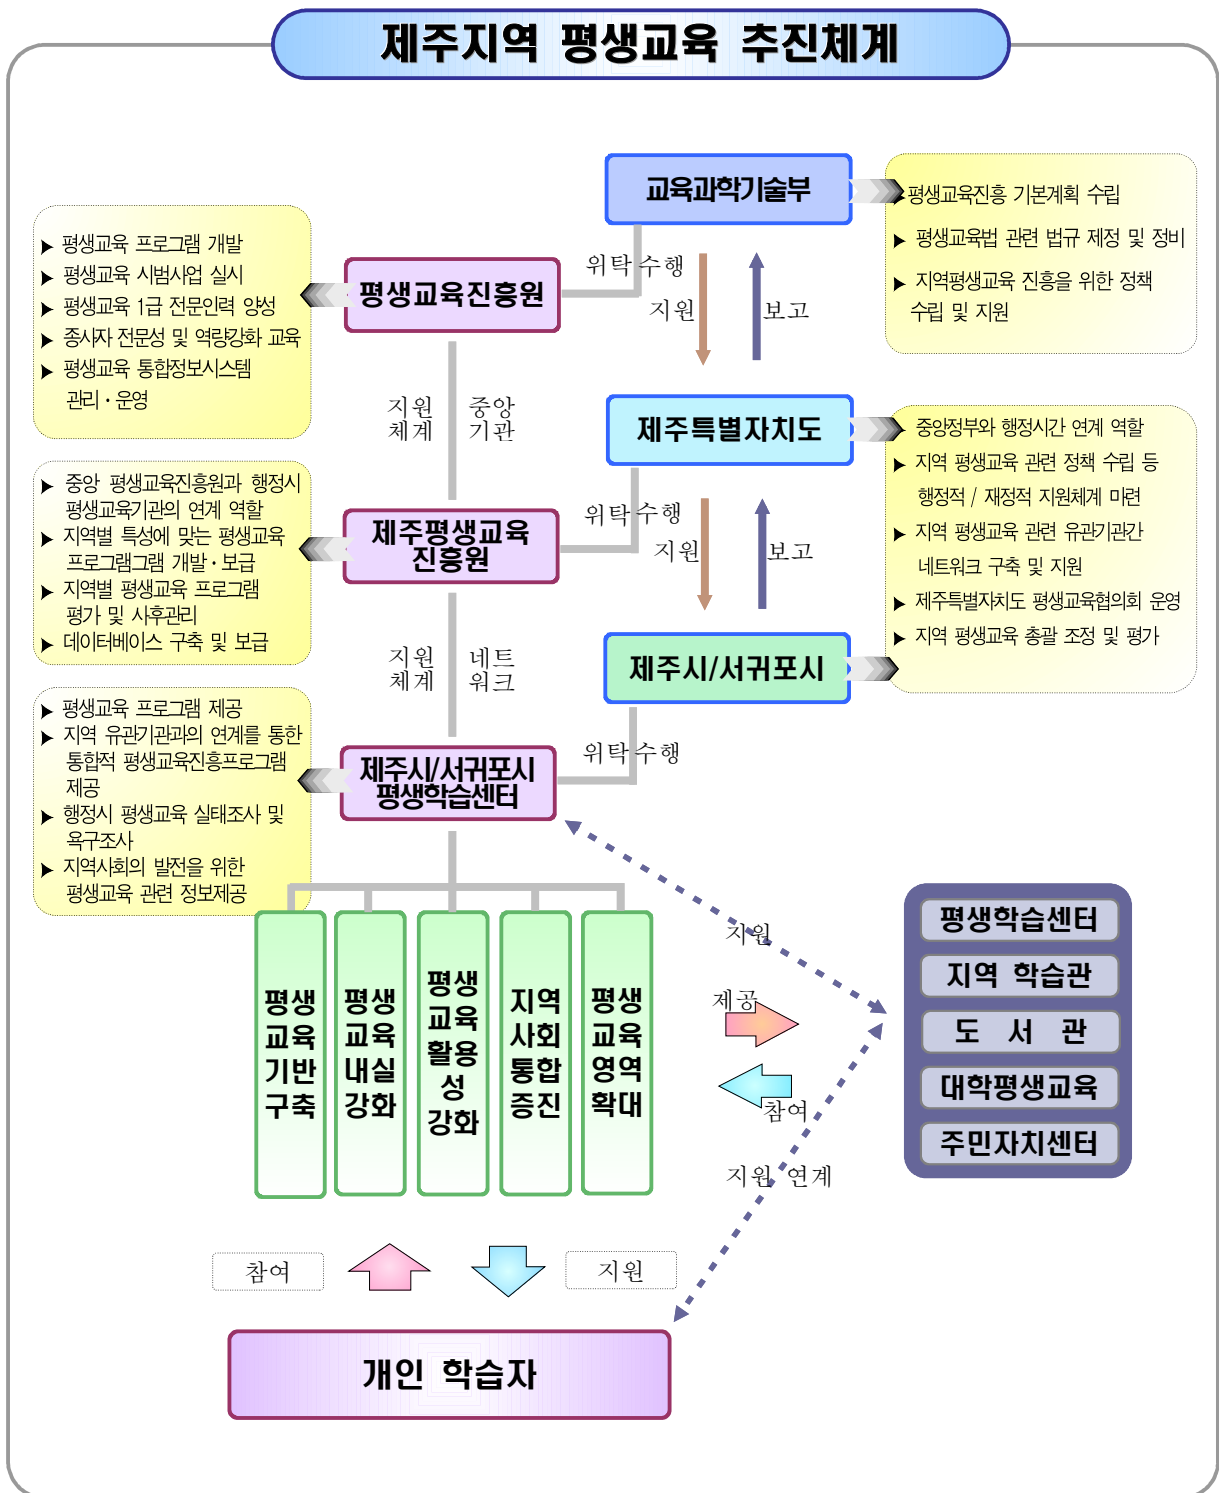 제주지역 평생교육 추진체계
교육과학기술부
평생교육진흥 기본계획 수립
평생교육법 관련 법규 제정 및 정비
지역평생교육 진흥을 위한 정책
수립 및 지원
평생교육 프로그램 개발
평생교육 시범사업 실시
평생교육 1급 전문인력 양성
종사자 전문성 및 역량강화 교육
평생교육 통합정보시스템
관리·운영
평생교육진흥원
위탁수행
지원
보고
지원
체계
중앙
기관
제주특별자치도
중앙정부와 행정시간 연계 역할
지역 평생교육 관련 정책 수립 등
행정적 / 재정적 지원체계 마련
지역 평생교육 관련 유관기관간
네트워크 구축 및 지원
제주특별자치도 평생교육협의회 운영
지역 평생교육 총괄 조정 및 평가
중앙 평생교육진흥원과 행정시
평생교육기관의 연계 역할
지역별 특성에 맞는 평생교육
프로그램그램 개발·보급
지역별 평생교육 프로그램
평가 및 사후관리
데이터베이스 구축 및 보급
제주평생교육
진흥원
위탁수행
지원
보고
지원
체계
네트
워크
제주시/서귀포시
평생교육 프로그램 제공
지역 유관기관과의 연계를 통한
통합적 평생교육진흥프로그램
제공
행정시 평생교육 실태조사 및
욕구조사
지역사회의 발전을 위한
평생교육 관련 정보제공
제주시/서귀포시
평생학습센터
위탁수행
평생
교육
기반
구축
평생
교육
내실
강화
평생
교육
활용
성
강화
지역
사회
통합
증진
평생
교육
영역
확대
지원
제공
참여
지원 연계
평생학습센터
지역 학습관
도 서 관
대학평생교육
주민자치센터
참여
지원
개인 학습자